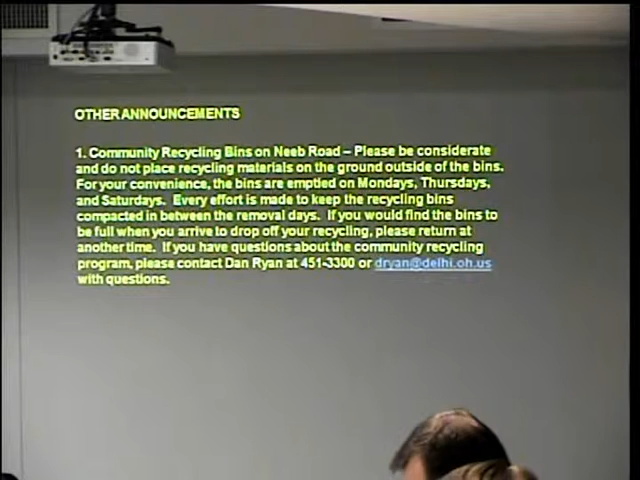 OTHER ANNOUNCEMENTS
1. Community Recycling Bins on Neeb Road – Please be considerate
and do not place recycling materials on the ground outside of the bins.
For your convenience, the bins are emptied on Mondays, Thursdays,
and Saturdays. Every effort is made to keep the recycling bins
compacted in between the removal days. If you would find the bins to
be full when you arrive to drop off your recycling, please return at
another time. If you have questions about the community recycling
program, please contact Dan Ryan at 451-3300 or dryan@delhi.oh.us
with questions.